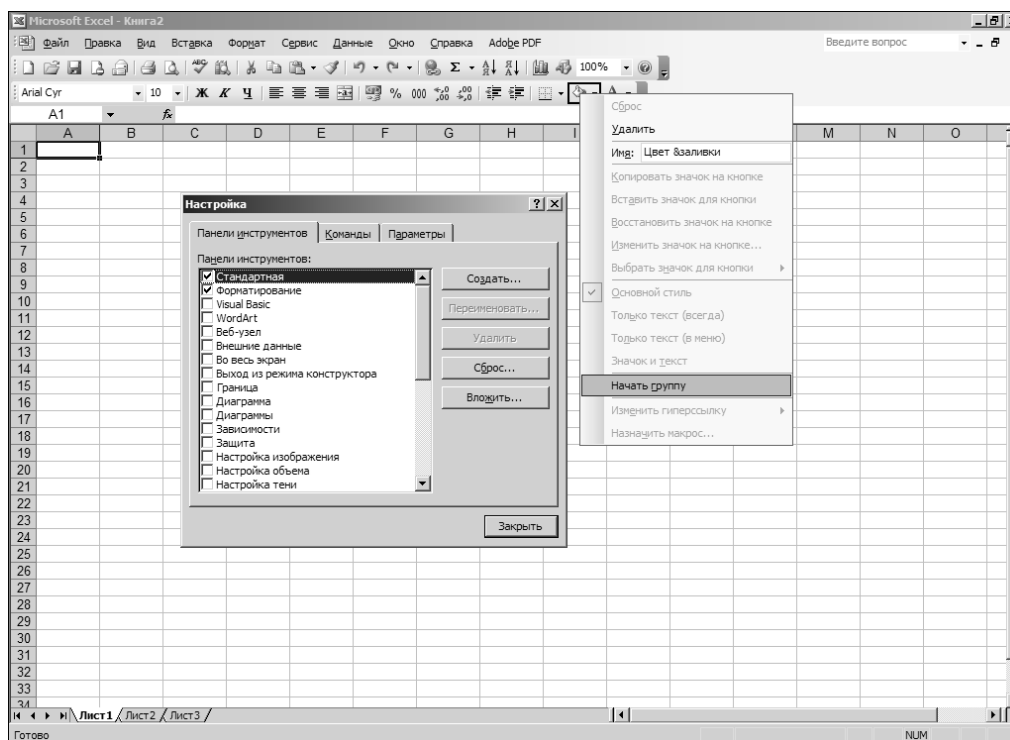 Microsoft Excel - Книга2
Файл Правка Вид Вставка Формат Сервис Данные Окно Справка Adobe PDF Введите вопрос
100%
Arial Cyr 10 Ж К Ч % 000
A1 fx
A B C D E F G H I M N O
1
2
3
4
5
6
7
8
9
10
11
12
13
14
15
16
17
18
19
20
21
22
23
24
25
26
27
28
29
30
31
32
33
34
Настройка
Панели инструментов Команды Параметры
Панели инструментов:
Стандартная
Форматирование
Visual Basic
WordArt
Веб-узел
Внешние данные
Во весь экран
Выход из режима конструктора
Граница
Диаграмма
Диаграммы
Зависимости
Защита
Настройка изображения
Настройка объема
Настройка тени
Создать...
Переименовать...
Удалить
Сброс...
Вложить...
Закрыть
Сброс
Удалить
Имя: Цвет &заливки
Копировать значок на кнопке
Вставить значок для кнопки
Восстановить значок на кнопке
Изменить значок на кнопке...
Выбрать значок для кнопки
Основной стиль
Только текст (всегда)
Только текст (в меню)
Значок и текст
Начать группу
Изменить гиперссылку
Назначить макрос...
Лист1 Лист2 Лист3
Готово NUM